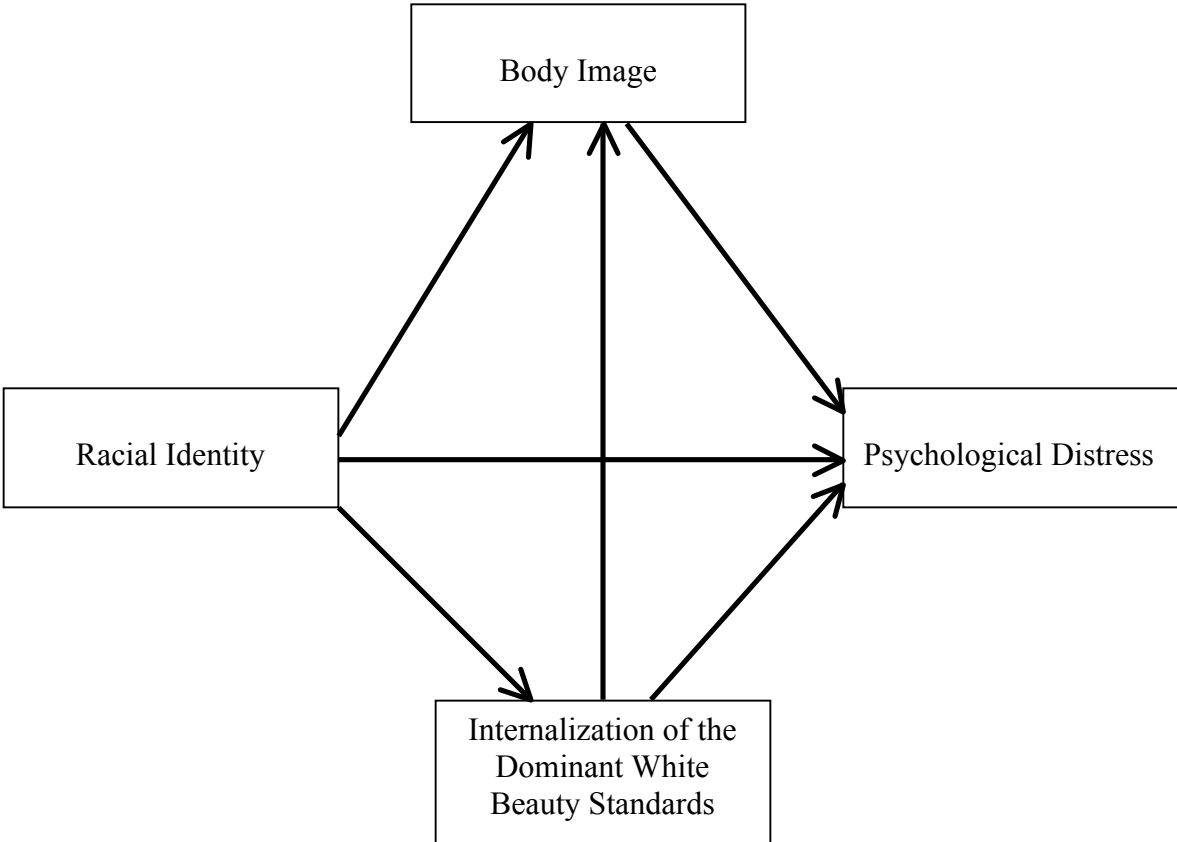 Body Image
Racial Identity
Psychological Distress
Internalization of the
Dominant White
Beauty Standards